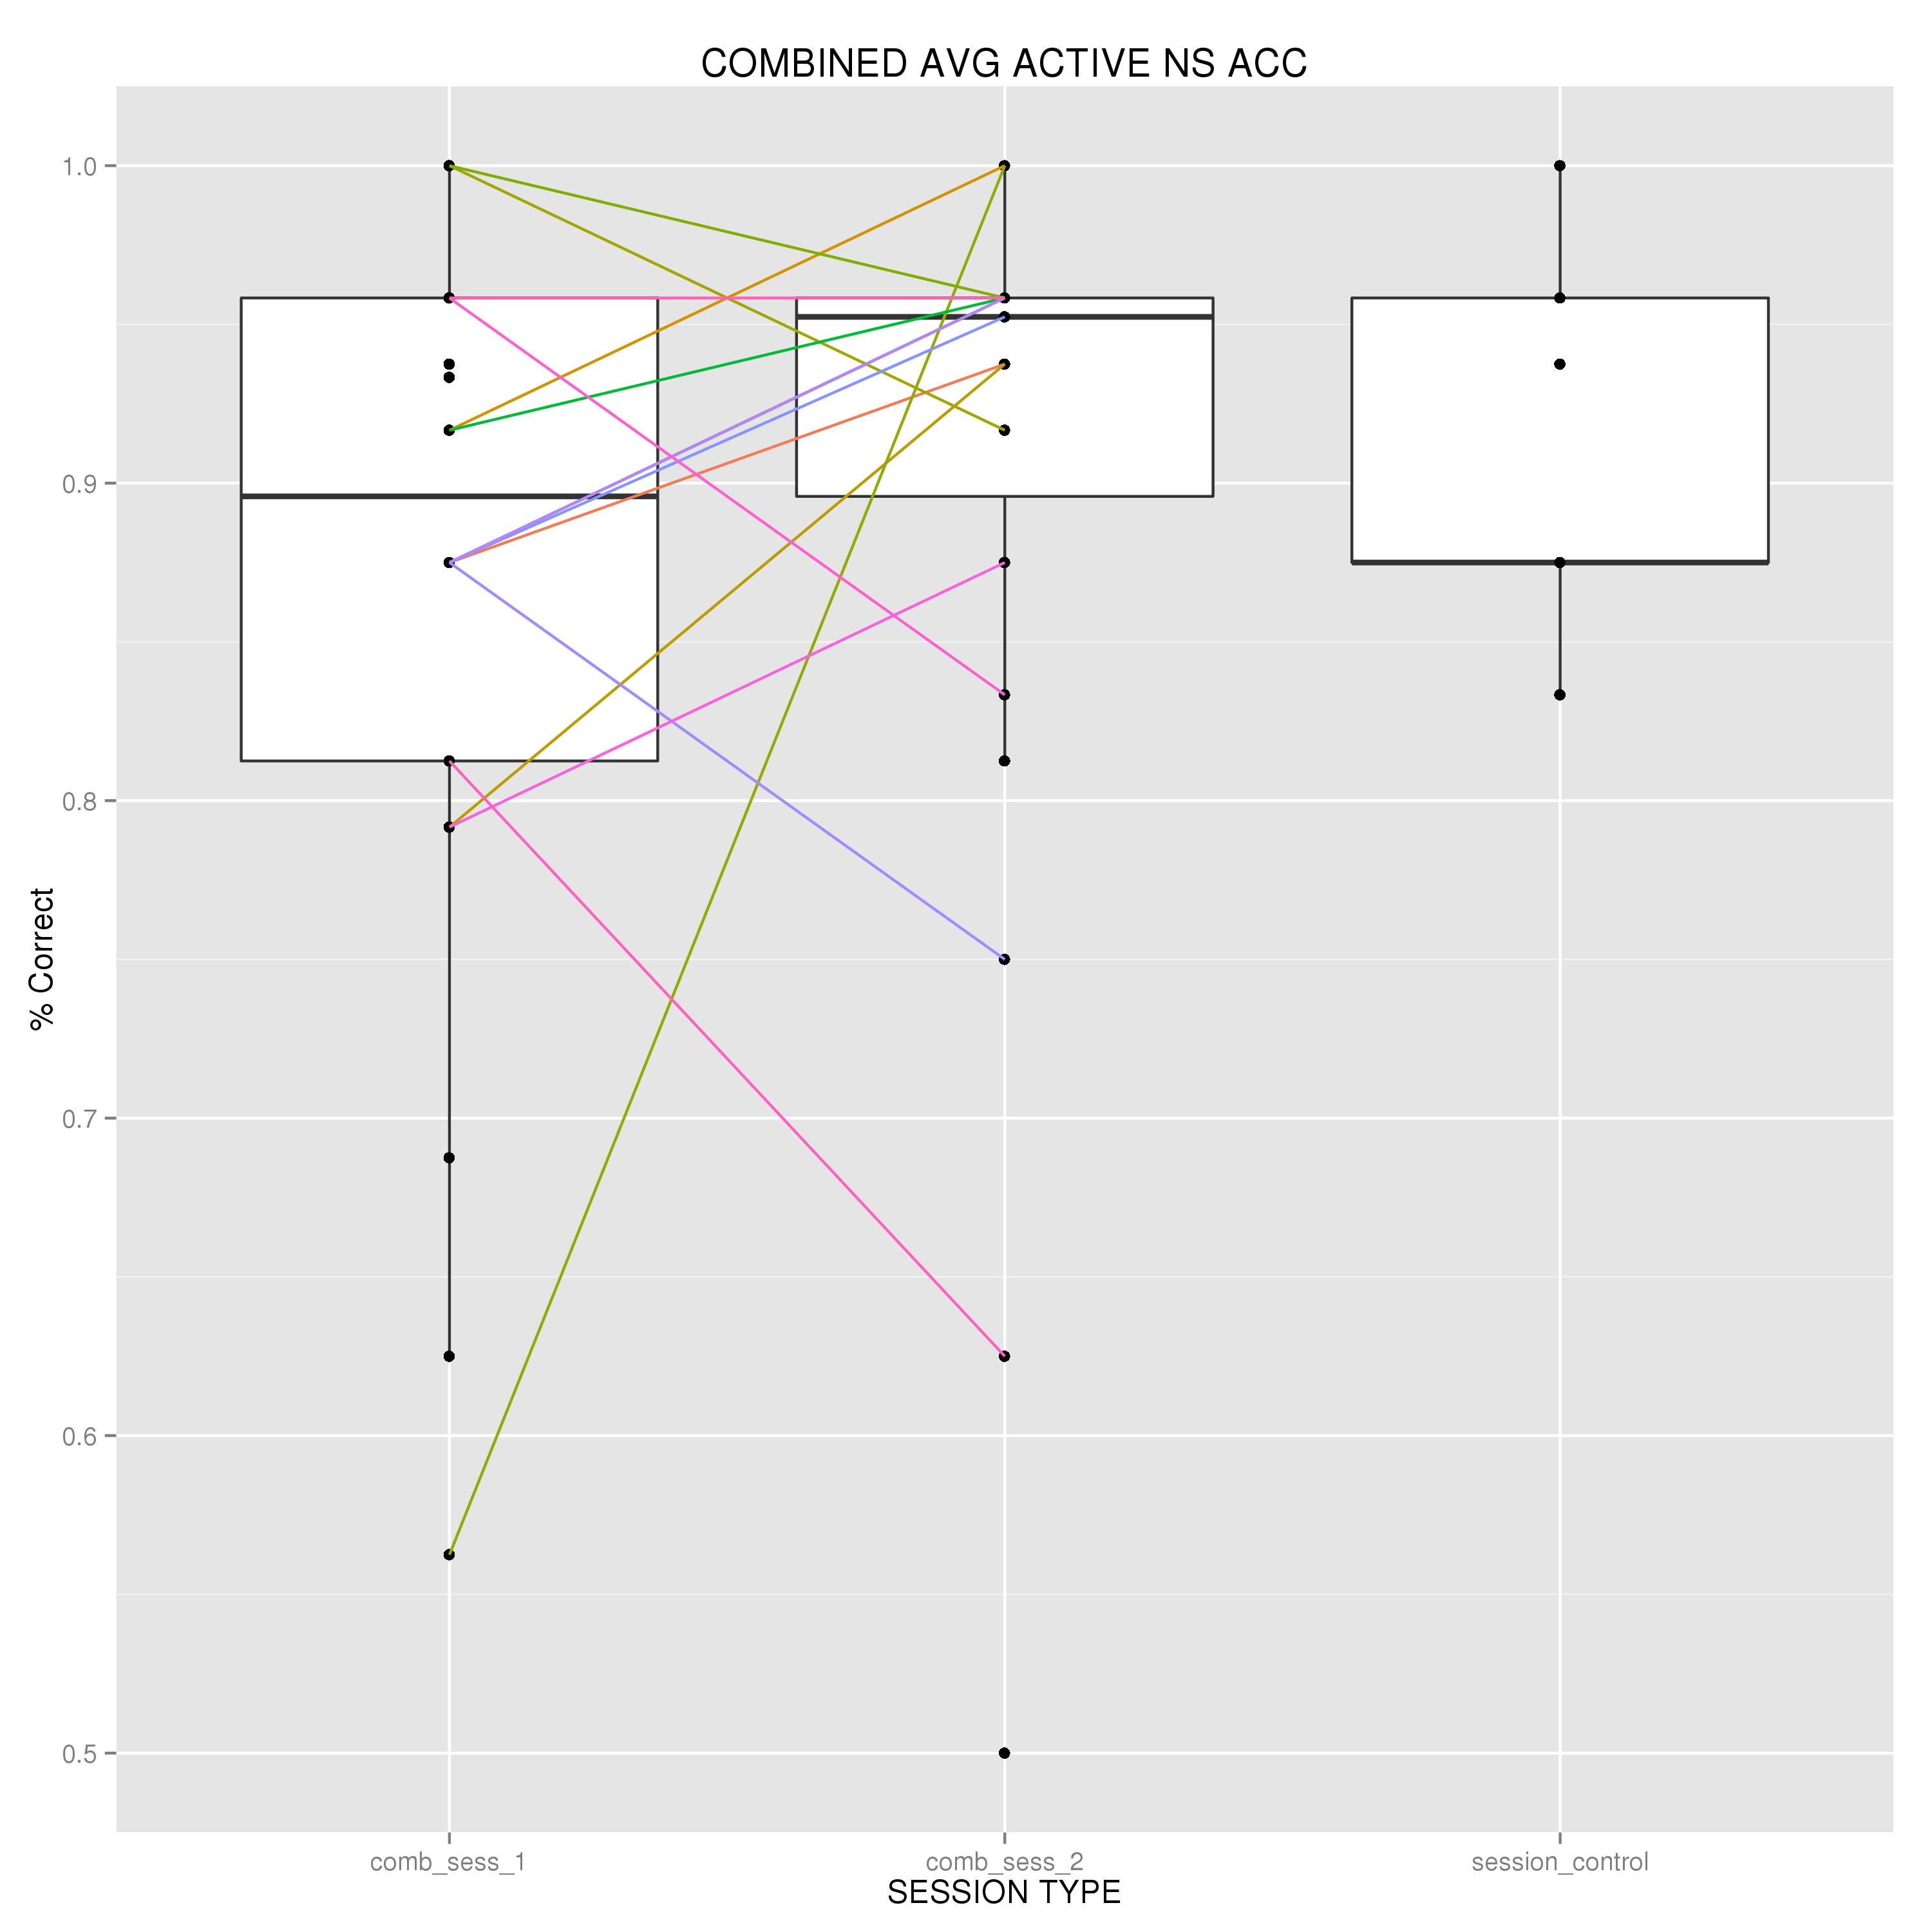 COMBINED AVG ACTIVE NS ACC
1.0
0.9
0.8
0.7
0.6
0.5
% Correct
comb_sess_1 comb_sess_2 session_control
SESSION TYPE